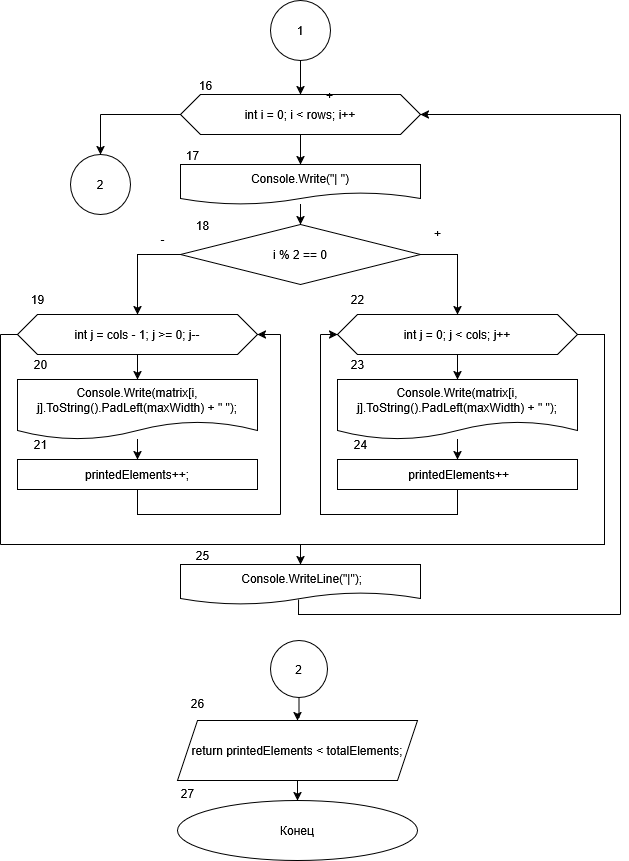 1
16
+
int i = 0; i < rows; i++
2
17
Console.Write("| ")
18
-
+
i % 2 == 0
19
22
int j = cols - 1; j >= 0; j--
int j = 0; j < cols; j++
20
23
Console.Write(matrix[i,
j].ToString().PadLeft(maxWidth) + " ");
Console.Write(matrix[i,
j].ToString().PadLeft(maxWidth) + " ");
21
24
printedElements++;
printedElements++
25
Console.WriteLine("|");
2
26
return printedElements < totalElements;
27
Конец